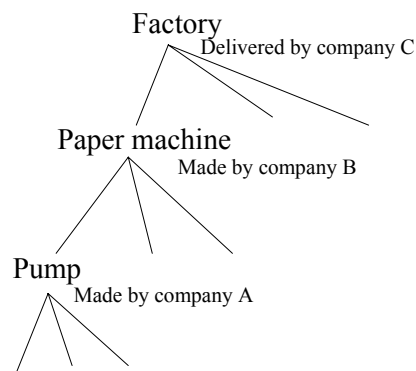 Factory
Delivered by company C
Paper machine
Made by company B
Pump
Made by company A